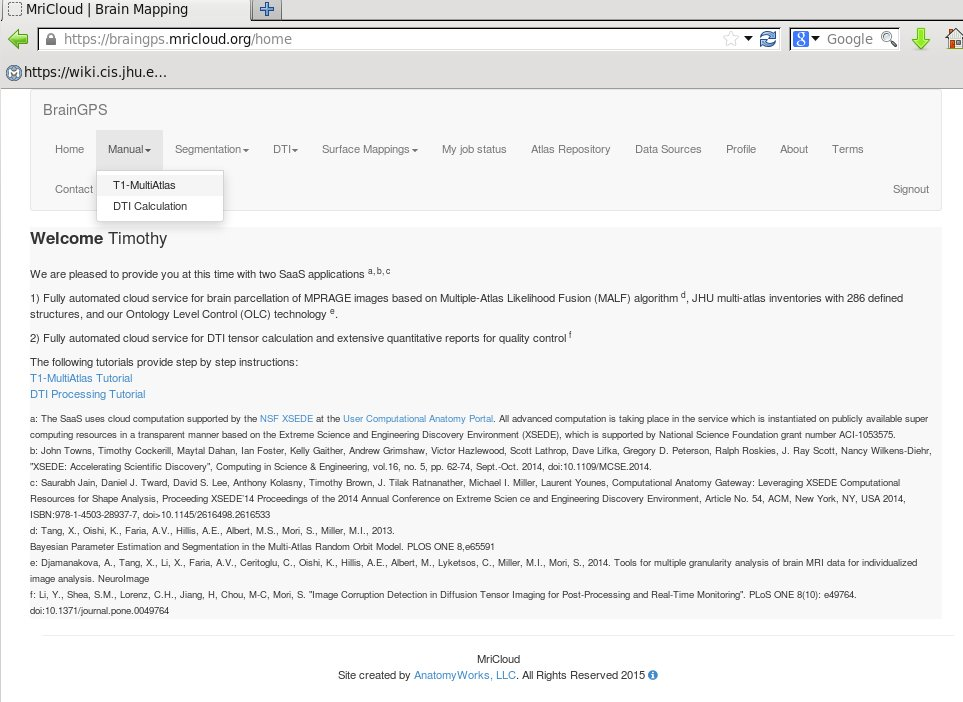 MriCloud | Brain Mapping
https://braingps.mricloud.org/home
Google
https://wiki.cis.jhu.e...
BrainGPS
Home Manual Segmentation DTI Surface Mappings My job status Atlas Repository Data Sources Profile About Terms
Contact Signout
T1-MultiAtlas
DTI Calculation
Welcome Timothy
We are pleased to provide you at this time with two SaaS applications a, b, c
1) Fully automated cloud service for brain parcellation of MPRAGE images based on Multiple-Atlas Likelihood Fusion (MALF) algorithm d, JHU multi-atlas inventories with 286 defined
structures, and our Ontology Level Control (OLC) technology e.
2) Fully automated cloud service for DTI tensor calculation and extensive quantitative reports for quality control f
The following tutorials provide step by step instructions:
T1-MultiAtlas Tutorial
DTI Processing Tutorial
a: The SaaS uses cloud computation supported by the NSF XSEDE at the User Computational Anatomy Portal. All advanced computation is taking place in the service which is instantiated on publicly available super
computing resources in a transparent manner based on the Extreme Science and Engineering Discovery Environment (XSEDE), which is supported by National Science Foundation grant number ACI-1053575.
b: John Towns, Timothy Cockerill, Maytal Dahan, Ian Foster, Kelly Gaither, Andrew Grimshaw, Victor Hazlewood, Scott Lathrop, Dave Lifka, Gregory D. Peterson, Ralph Roskies, J. Ray Scott, Nancy Wilkens-Diehr,
"XSEDE: Accelerating Scientific Discovery", Computing in Science & Engineering, vol.16, no. 5, pp. 62-74, Sept.-Oct. 2014, doi:10.1109/MCSE.2014.
c: Saurabh Jain, Daniel J. Tward, David S. Lee, Anthony Kolasny, Timothy Brown, J. Tilak Ratnanather, Michael I. Miller, Laurent Younes, Computational Anatomy Gateway: Leveraging XSEDE Computational
Resources for Shape Analysis, Proceeding XSEDE'14 Proceedings of the 2014 Annual Conference on Extreme Scien ce and Engineering Discovery Environment, Article No. 54, ACM, New York, NY, USA 2014,
ISBN:978-1-4503-28937-7, doi>10.1145/2616498.2616533
d: Tang, X., Oishi, K., Faria, A.V., Hillis, A.E., Albert, M.S., Mori, S., Miller, M.I., 2013.
Bayesian Parameter Estimation and Segmentation in the Multi-Atlas Random Orbit Model. PLOS ONE 8,e65591
e: Djamanakova, A., Tang, X., Li, X., Faria, A.V., Ceritoglu, C., Oishi, K., Hillis, A.E., Albert, M., Lyketsos, C., Miller, M.I., Mori, S., 2014. Tools for multiple granularity analysis of brain MRI data for individualized
image analysis. NeuroImage
f: Li, Y., Shea, S.M., Lorenz, C.H., Jiang, H, Chou, M-C, Mori, S. "Image Corruption Detection in Diffusion Tensor Imaging for Post-Processing and Real-Time Monitoring". PLoS ONE 8(10): e49764.
doi:10.1371/journal.pone.0049764
MriCloud
Site created by AnatomyWorks, LLC. All Rights Reserved 2015